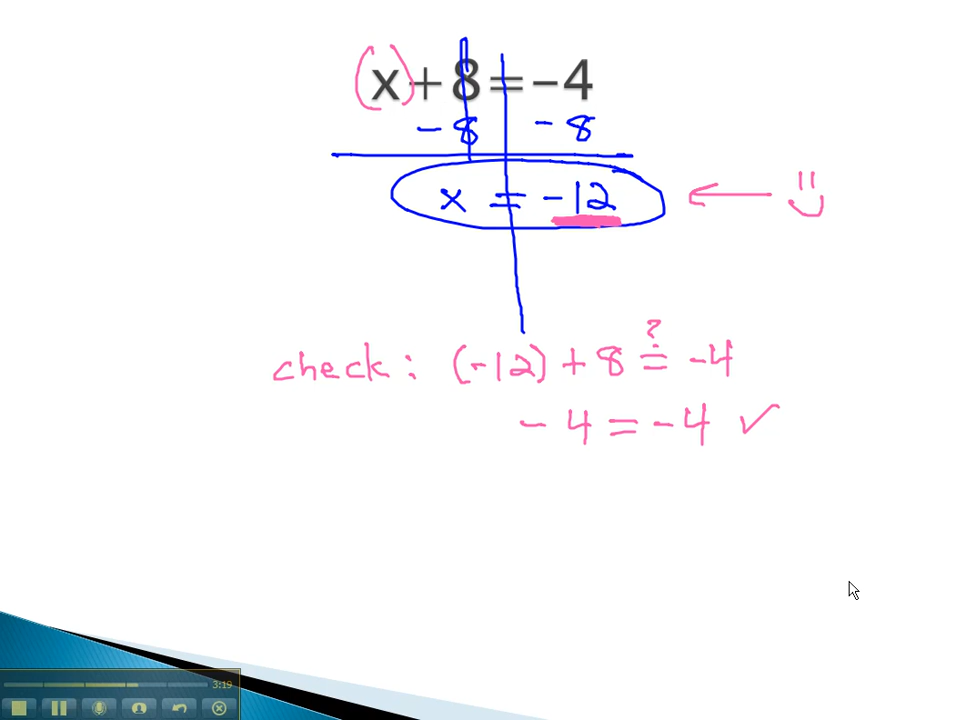 (x)+8=−4
-8 -8
x = -12
check: (-12) + 8 ≟ -4
-4 = -4 ✓
3:19